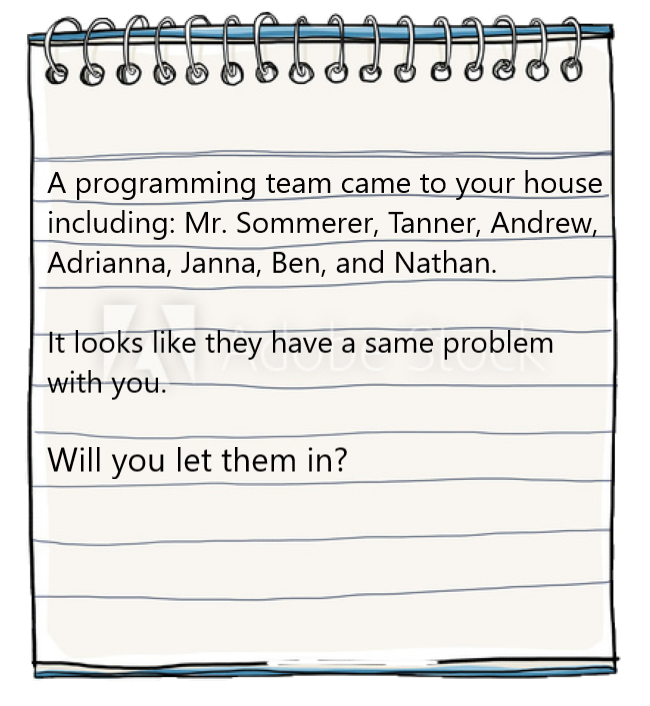 A programming team came to your house
including: Mr. Sommerer, Tanner, Andrew,
Adrianna, Janna, Ben, and Nathan.
It looks like they have a same problem
with you.
Adobe Stock
Will you let them in?